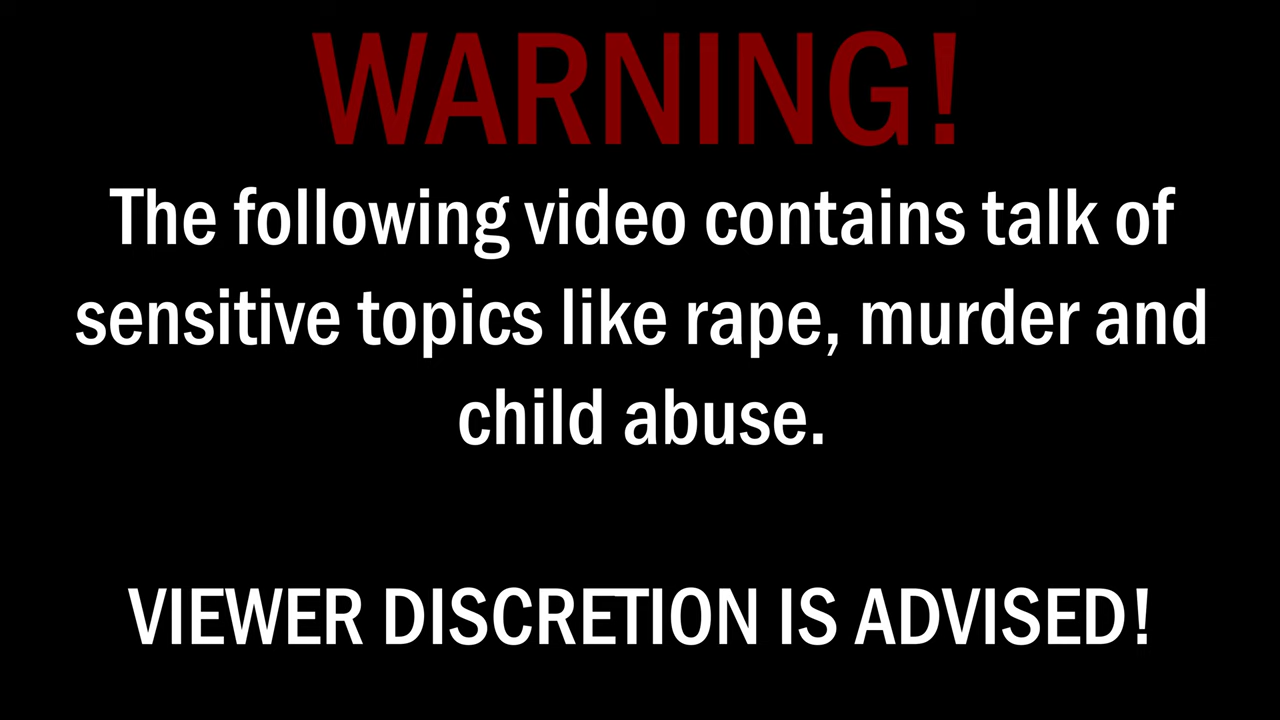 WARNING!
The following video contains talk of
sensitive topics like rape, murder and
child abuse.
VIEWER DISCRETION IS ADVISED!